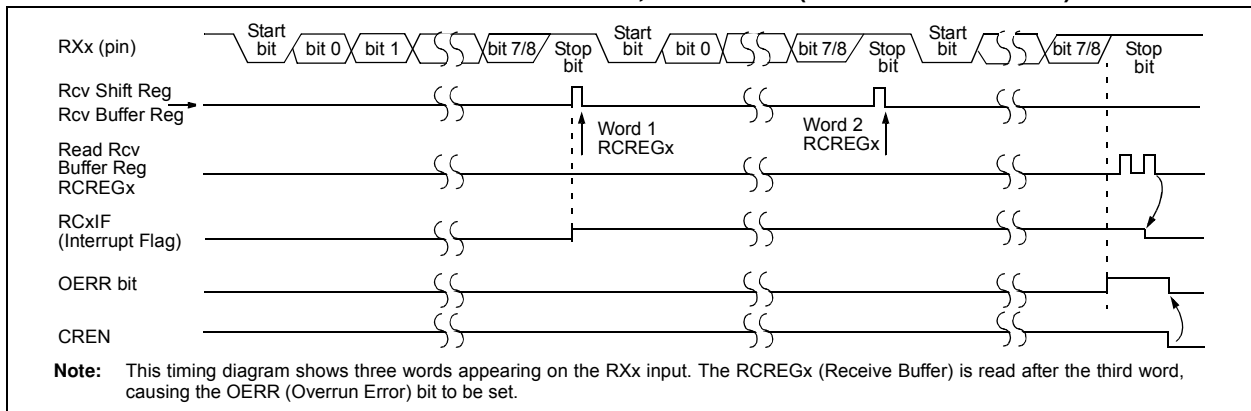 RXx (pin)
Start bit
bit 0
bit 1
bit 7/8
Stop bit
Start bit
bit 0
bit 7/8
Stop bit
Start bit
bit 7/8
Stop bit
Rcv Shift Reg
Rcv Buffer Reg
Word 1
RCREGx
Word 2
RCREGx
Read Rcv
Buffer Reg
RCREGx
RCxIF
(Interrupt Flag)
OERR bit
CREN
Note: This timing diagram shows three words appearing on the RXx input. The RCREGx (Receive Buffer) is read after the third word,
causing the OERR (Overrun Error) bit to be set.